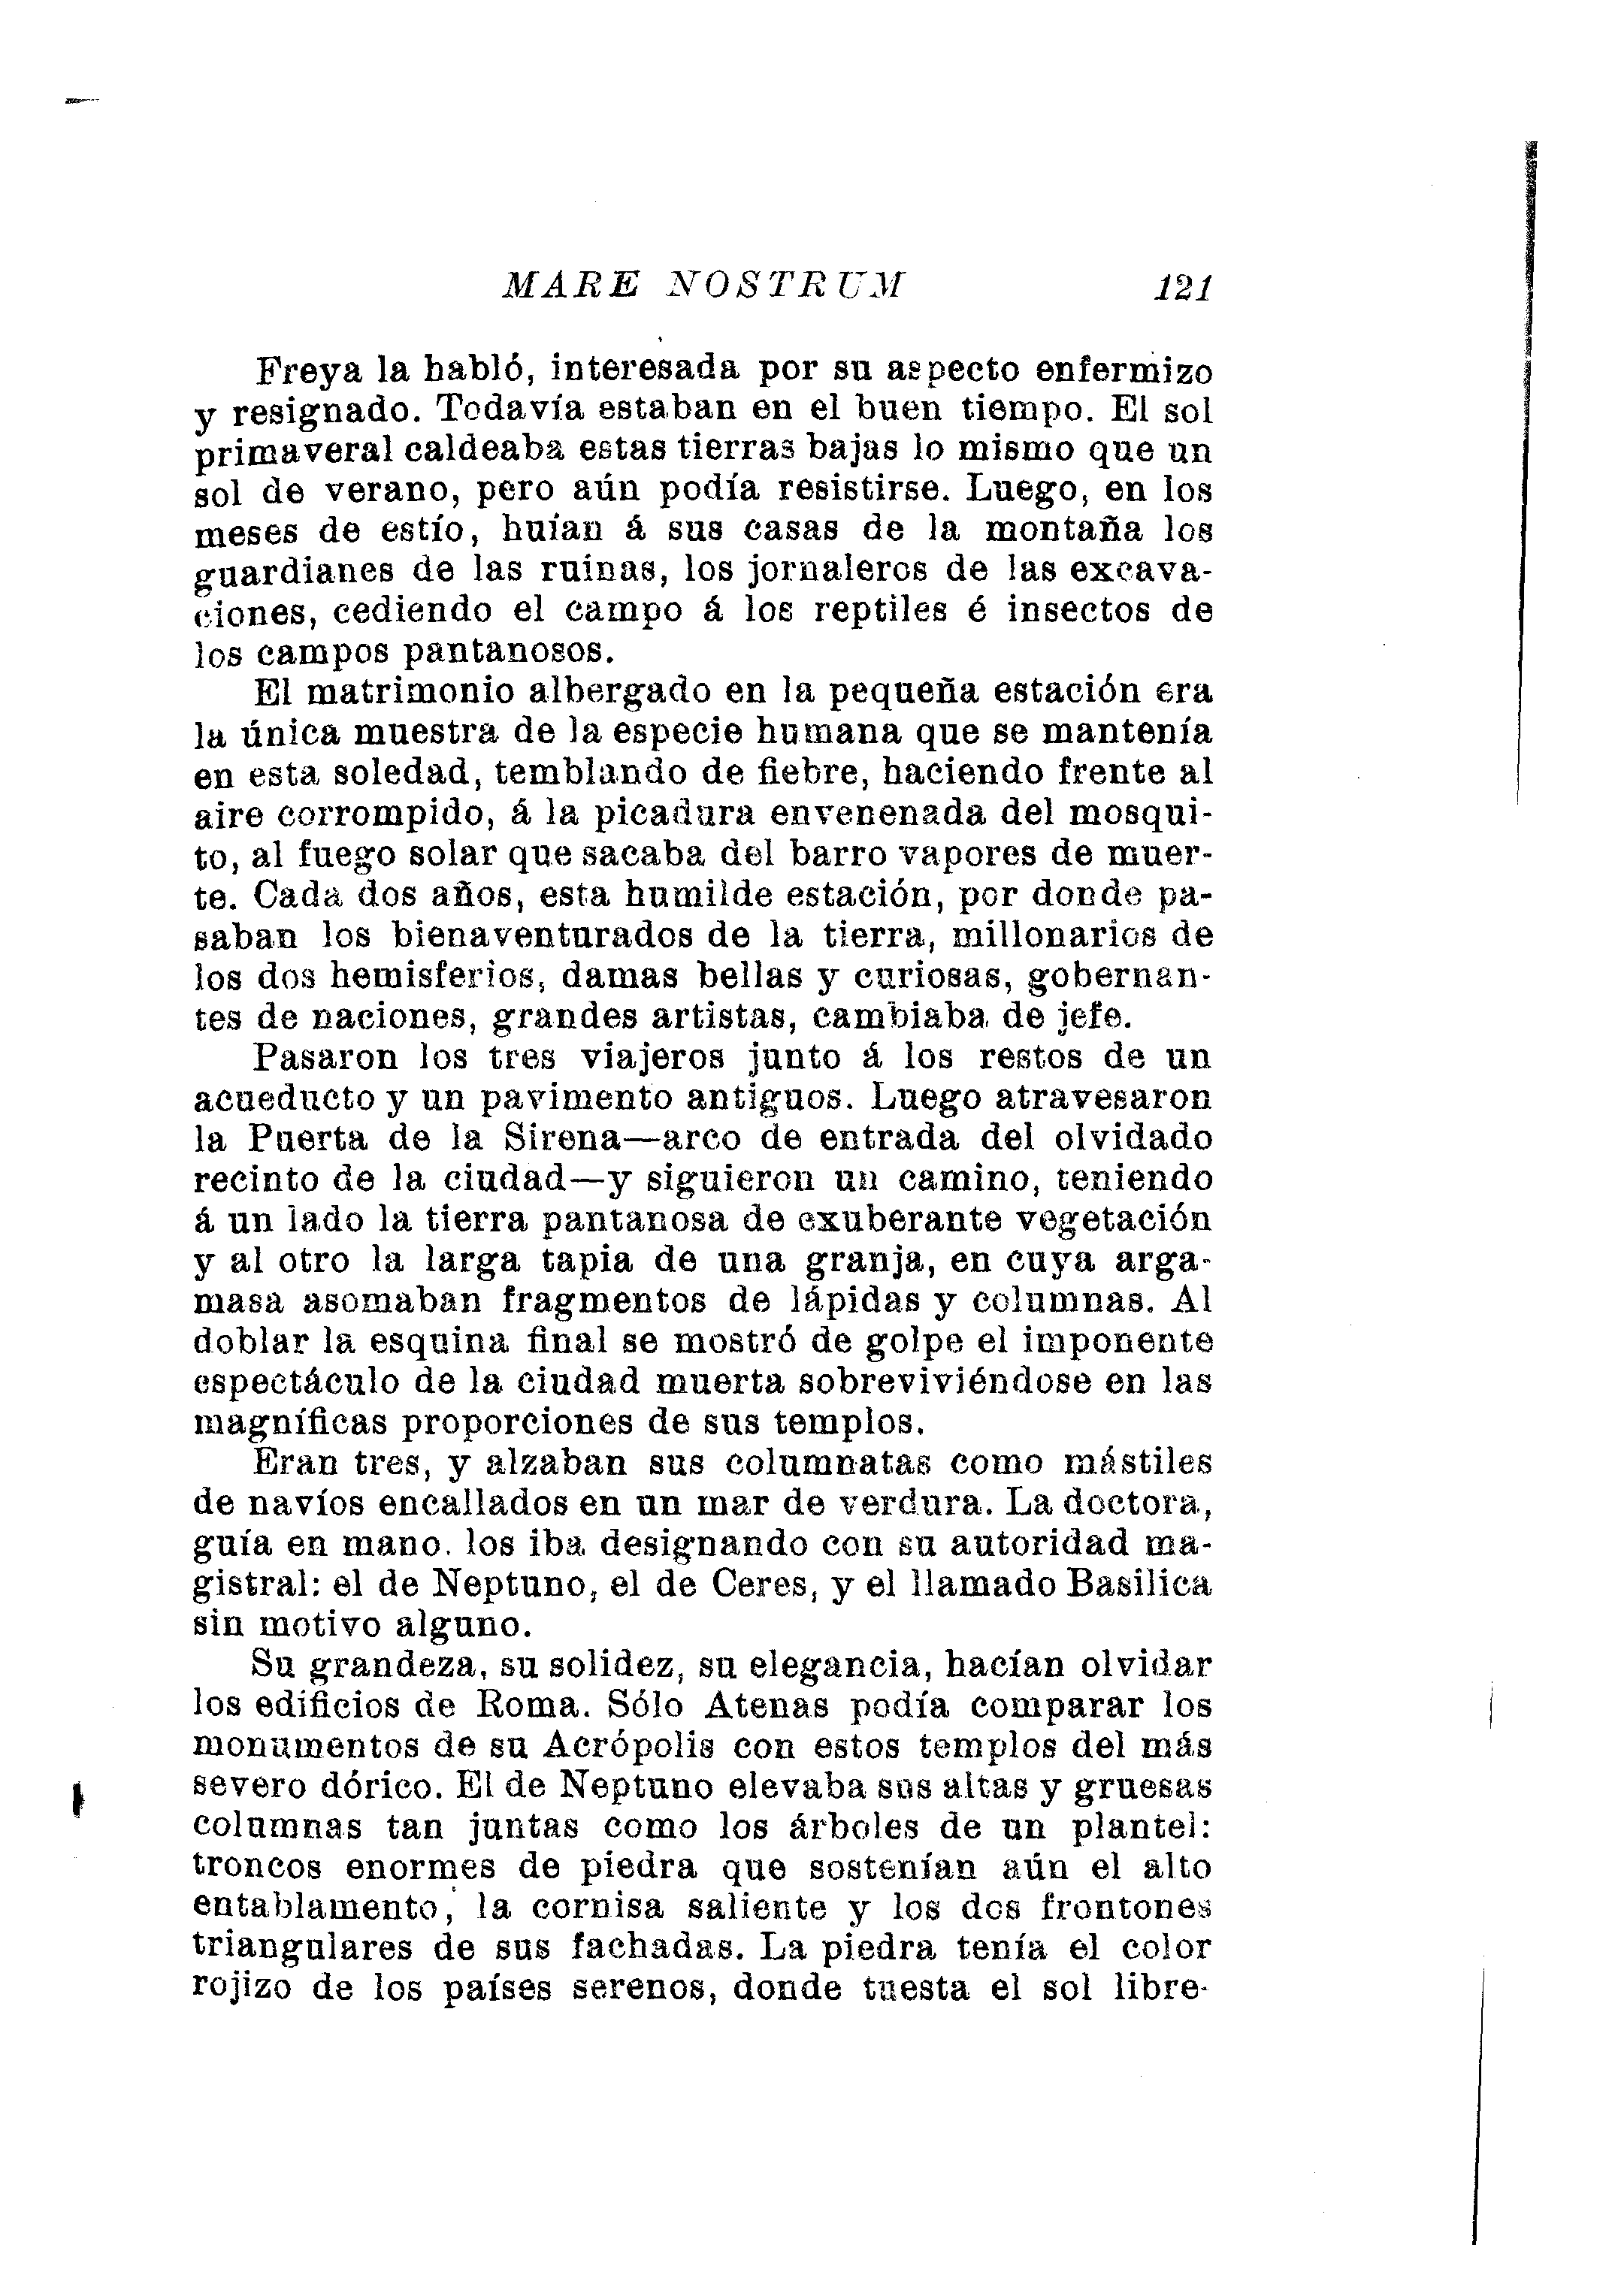 MARE NOSTRUM 121
Freya la habló, interesada por su aspecto enfermizo
y resignado. Todavía estaban en el buen tiempo. El sol
primaveral caldeaba estas tierras bajas lo mismo que un
sol de verano, pero aún podía resistirse. Luego, en los
meses de estío, huían á sus casas de la montaña los
guardianes de las ruinas, los jornaleros de las excava-
ciones, cediendo el campo á los reptiles é insectos de
los campos pantanosos.
El matrimonio albergado en la pequeña estación era
la única muestra de la especie humana que se mantenía
en esta soledad, temblando de fiebre, haciendo frente al
aire corrompido, á la picadura envenenada del mosqui-
to, al fuego solar que sacaba del barro vapores de muer-
te. Cada dos años, esta humilde estación, por donde pa-
saban los bienaventurados de la tierra, millonarios de
los dos hemisferios, damas bellas y curiosas, gobernan-
tes de naciones, grandes artistas, cambiaba de jefe.
Pasaron los tres viajeros junto á los restos de un
acueducto y un pavimento antiguos. Luego atravesaron
la Puerta de la Sirena—arco de entrada del olvidado
recinto de la ciudad—y siguieron un camino, teniendo
á un lado la tierra pantanosa de exuberante vegetación
y al otro la larga tapia de una granja, en cuya arga-
masa asomaban fragmentos de lápidas y columnas. Al
doblar la esquina final se mostró de golpe el imponente
espectáculo de la ciudad muerta sobreviviéndose en las
magníficas proporciones de sus templos.
Eran tres, y alzaban sus columnatas como mástiles
de navíos encallados en un mar de verdura. La doctora,
guía en mano, los iba designando con su autoridad ma-
gistral: el de Neptuno, el de Ceres, y el llamado Basilica
sin motivo alguno.
Su grandeza, su solidez, su elegancia, hacían olvidar
los edificios de Roma. Sólo Atenas podía comparar los
monumentos de su Acrópolis con estos templos del más
severo dórico. El de Neptuno elevaba sus altas y gruesas
columnas tan juntas como los árboles de un plantel:
troncos enormes de piedra que sostenían aún el alto
entablamento, la cornisa saliente y los dos frontones
triangulares de sus fachadas. La piedra tenía el color
rojizo de los países serenos, donde tuesta el sol libre-